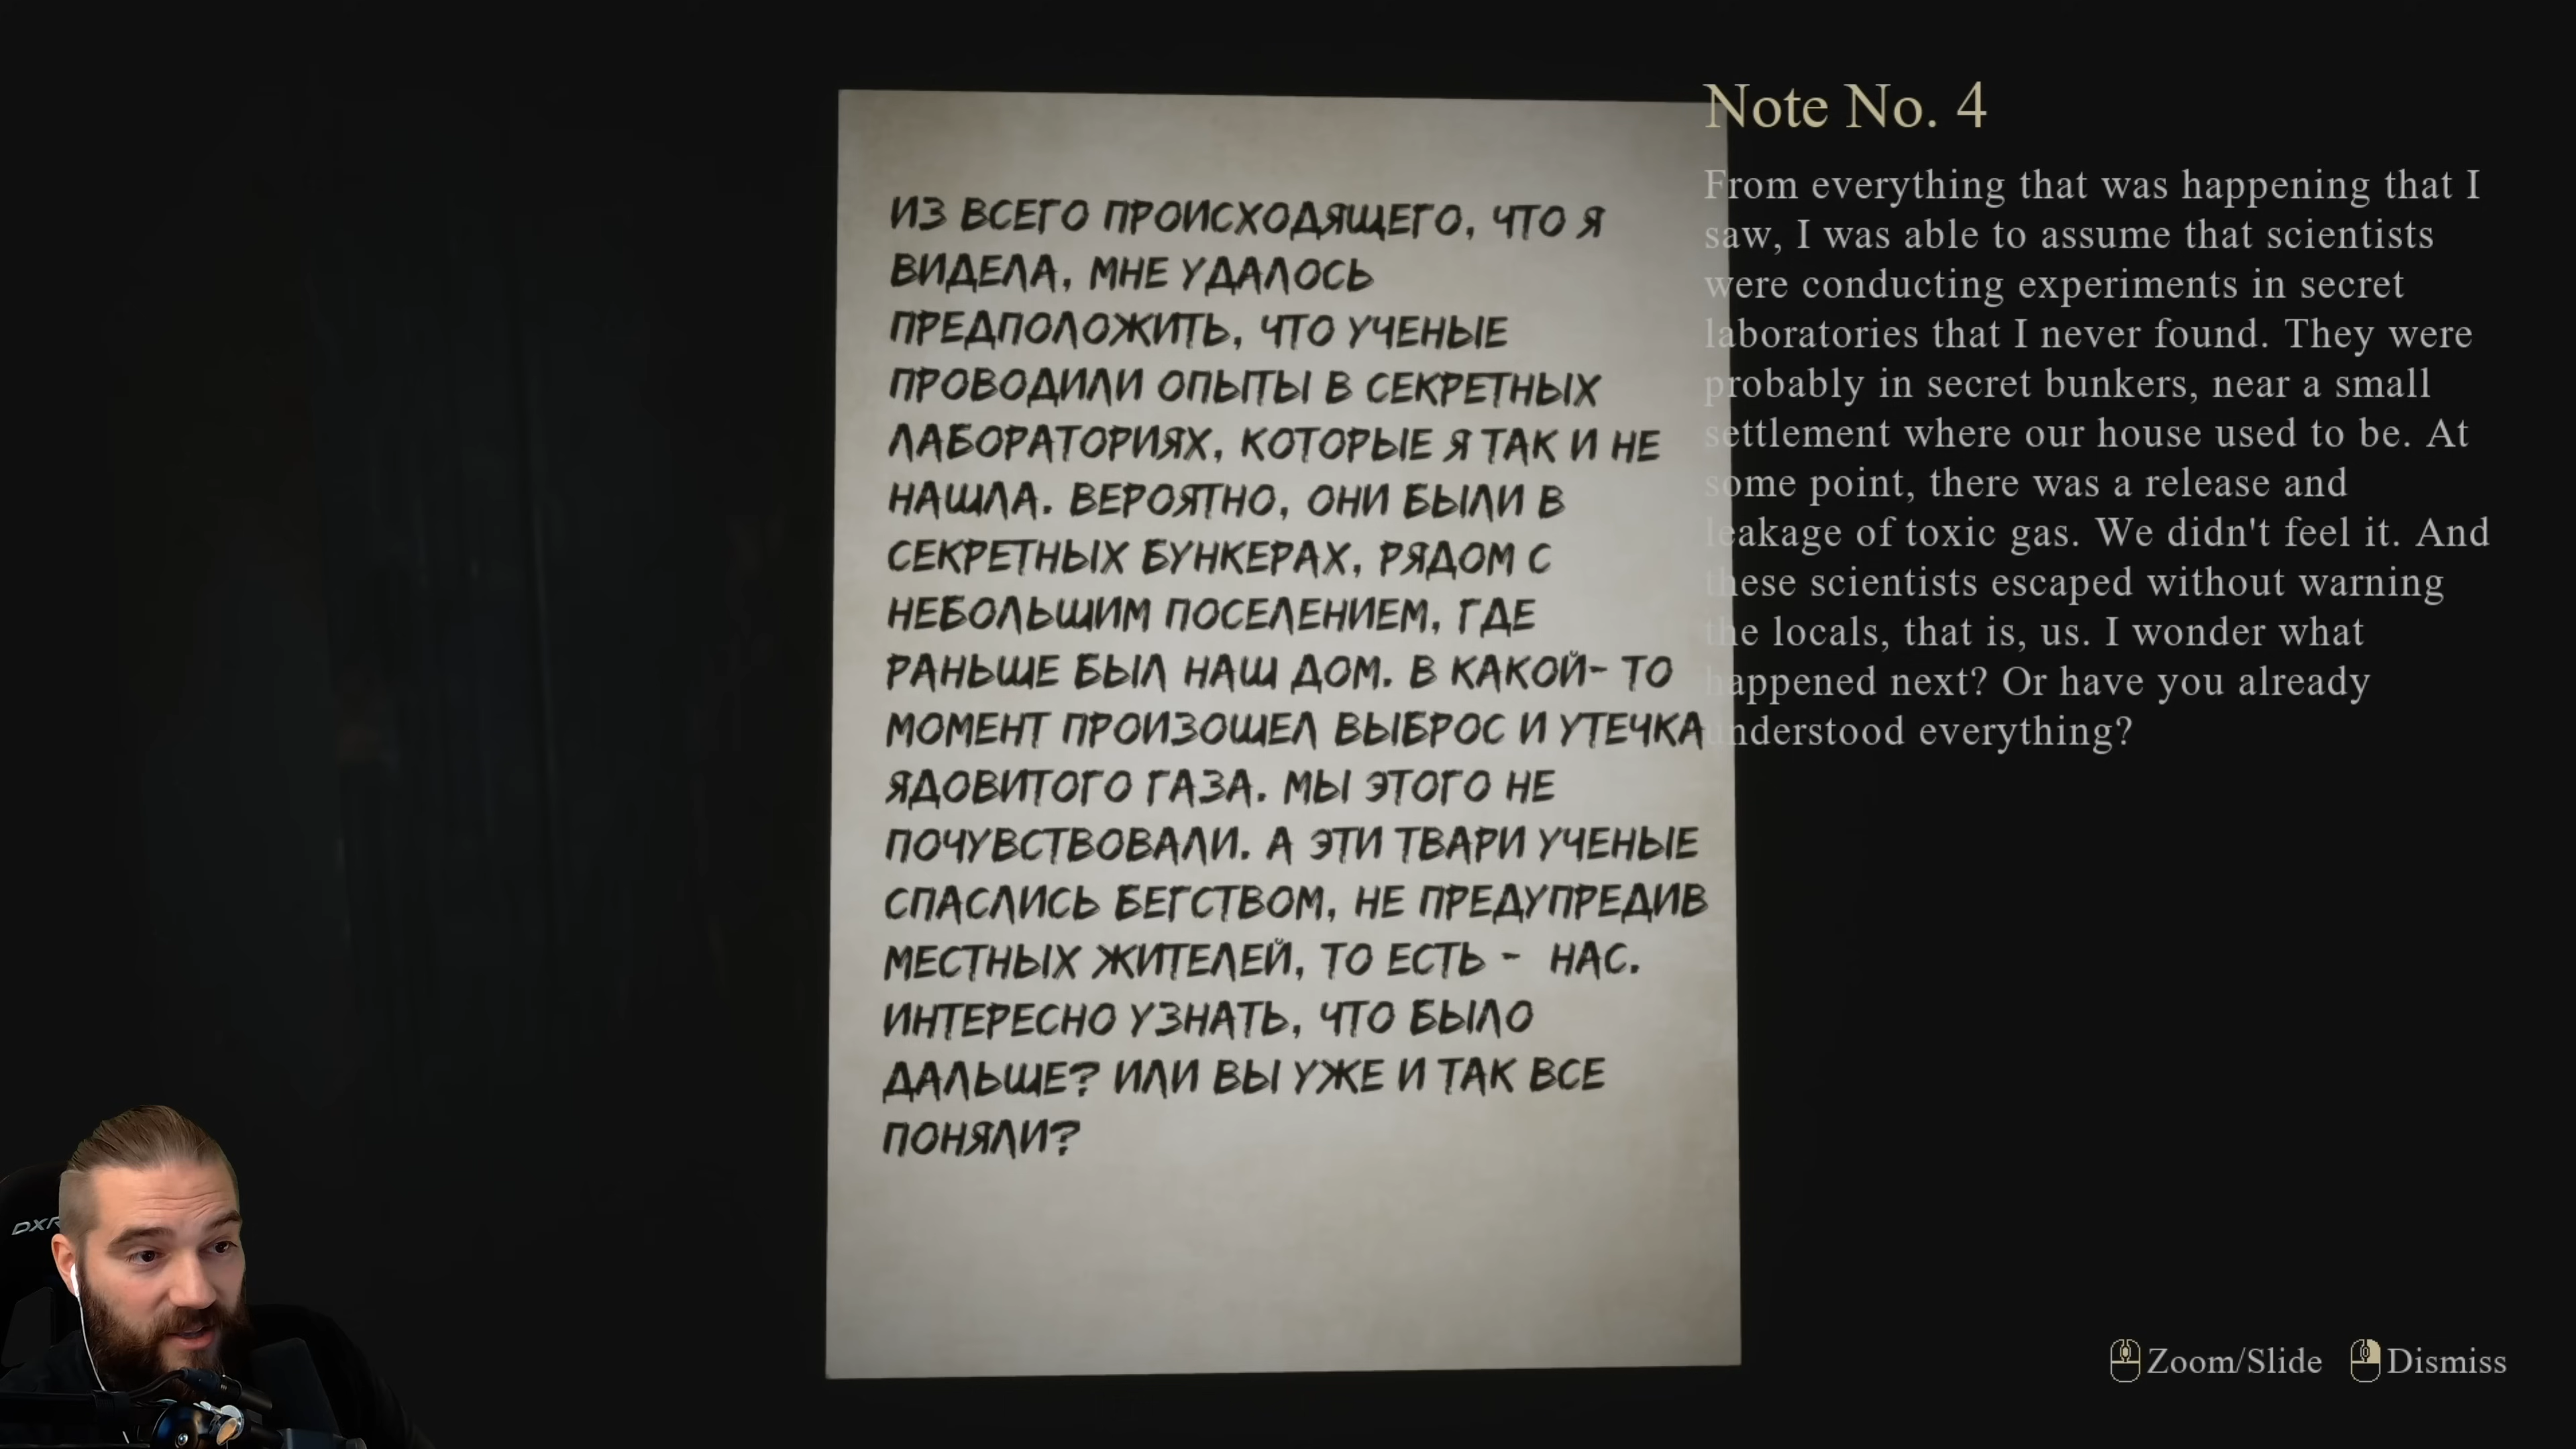 ИЗ ВСЕГО ПРОИСХОДЯЩЕГО, ЧТО Я
ВИДЕЛА, МНЕ УДАЛОСЬ
ПРЕДПОЛОЖИТЬ, ЧТО УЧЕНЫЕ
ПРОВОДИЛИ ОПЫТЫ В СЕКРЕТНЫХ
ЛАБОРАТОРИЯХ, КОТОРЫЕ Я ТАК И НЕ
НАШЛА. ВЕРОЯТНО, ОНИ БЫЛИ В
СЕКРЕТНЫХ БУНКЕРАХ, РЯДОМ С
НЕБОЛЬШИМ ПОСЕЛЕНИЕМ, ГДЕ
РАНЬШЕ БЫЛ НАШ ДОМ. В КАКОЙ- ТО
МОМЕНТ ПРОИЗОШЕЛ ВЫБРОС И УТЕЧКА
ЯДОВИТОГО ГАЗА. МЫ ЭТОГО НЕ
ПОЧУВСТВОВАЛИ. А ЭТИ ТВАРИ УЧЕНЫЕ
СПАСЛИСЬ БЕГСТВОМ, НЕ ПРЕДУПРЕДИВ
МЕСТНЫХ ЖИТЕЛЕЙ, ТО ЕСТЬ - НАС.
ИНТЕРЕСНО УЗНАТЬ, ЧТО БЫЛО
ДАЛЬШЕ? ИЛИ ВЫ УЖЕ И ТАК ВСЕ
ПОНЯЛИ?
Note No. 4
From everything that was happening that I
saw, I was able to assume that scientists
were conducting experiments in secret
laboratories that I never found. They were
probably in secret bunkers, near a small
settlement where our house used to be. At
some point, there was a release and
leakage of toxic gas. We didn't feel it. And
these scientists escaped without warning
the locals, that is, us. I wonder what
happened next? Or have you already
understood everything?
Zoom/Slide Dismiss